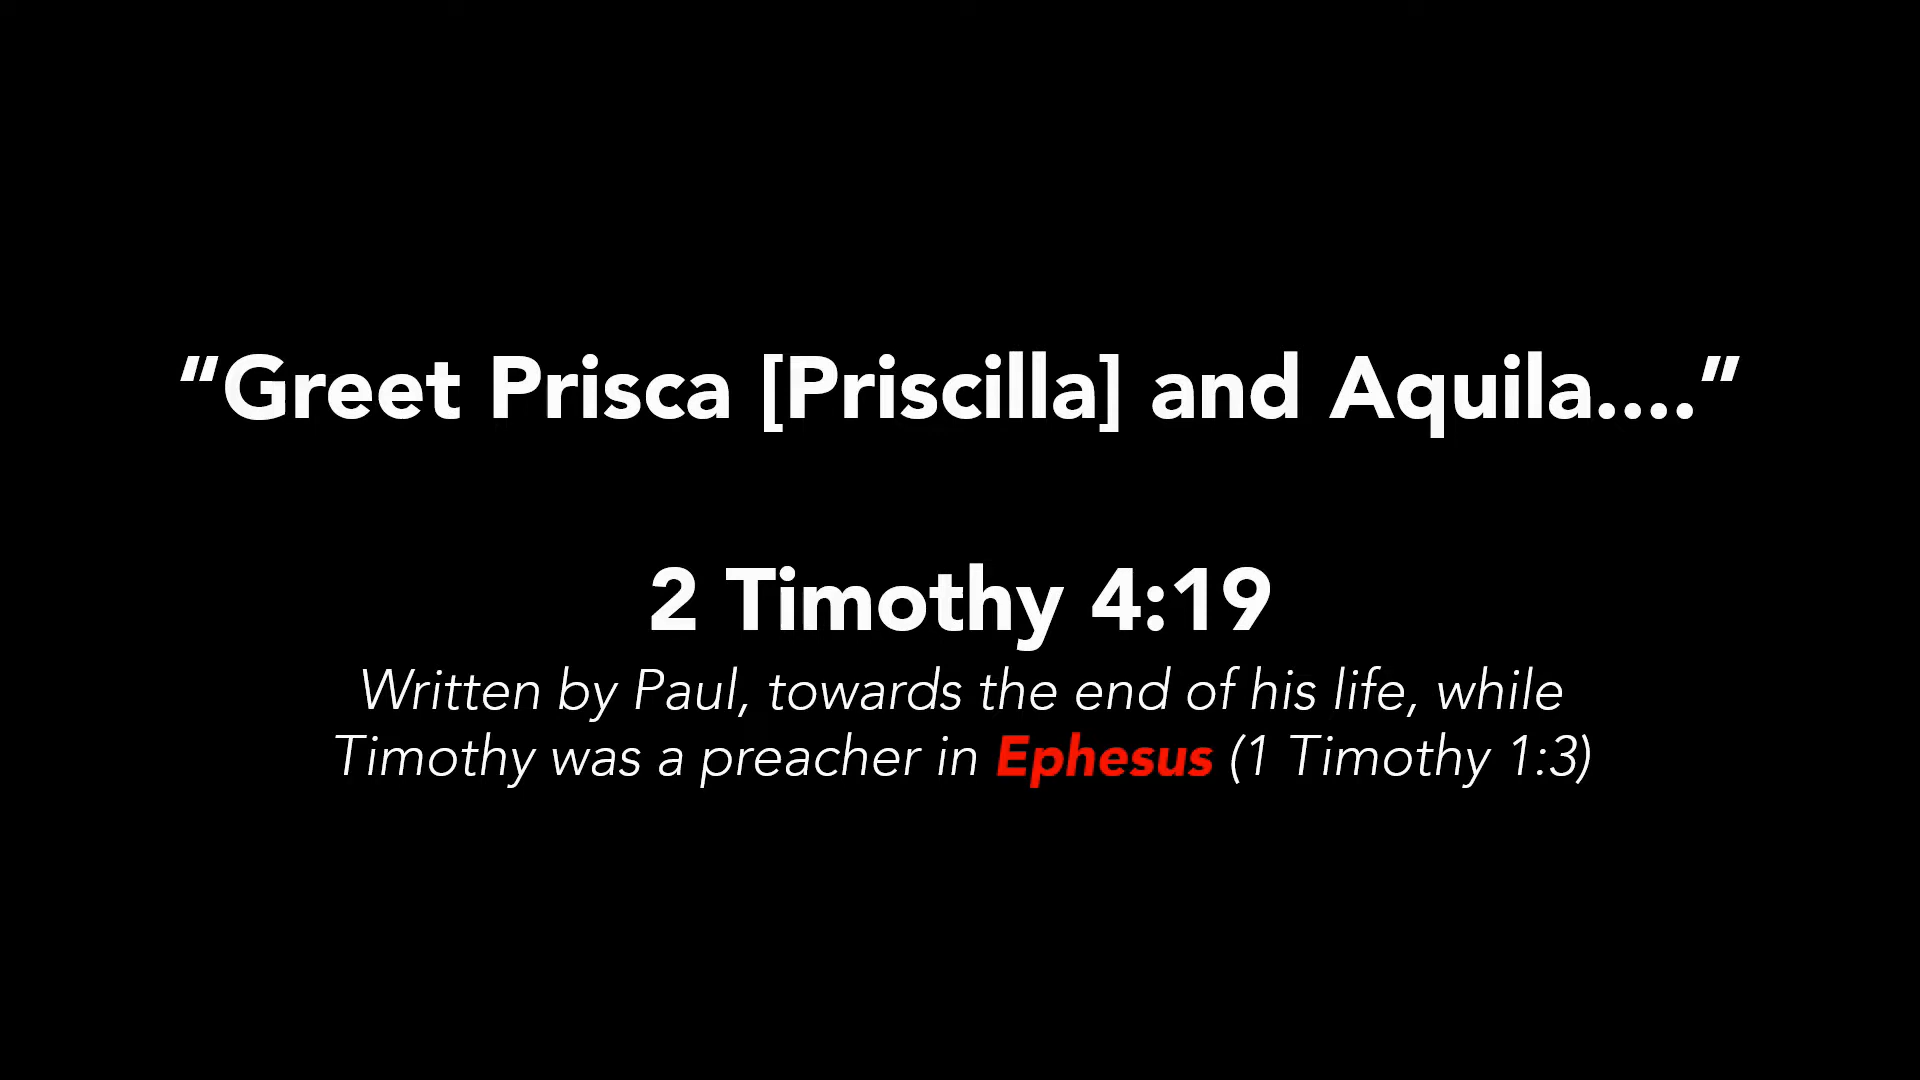 “Greet Prisca [Priscilla] and Aquila....”
2 Timothy 4:19
Written by Paul, towards the end of his life, while
Timothy was a preacher in Ephesus (1 Timothy 1:3)